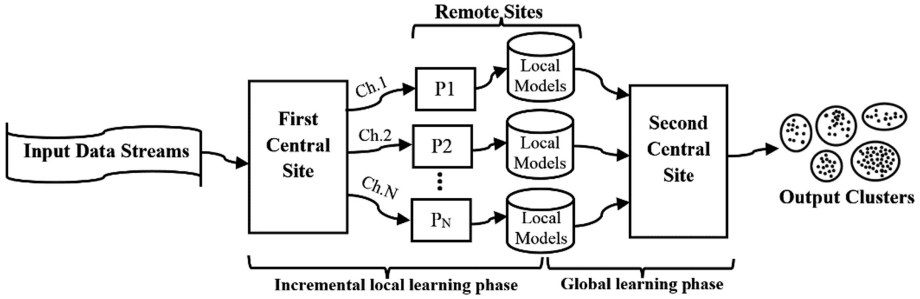 Remote Sites
Input Data Streams
First
Central
Site
Ch.1
Ch.2
Ch.N
P1
P2
PN
Local
Models
Local
Models
Local
Models
Second
Central
Site
Output Clusters
Incremental local learning phase
Global learning phase